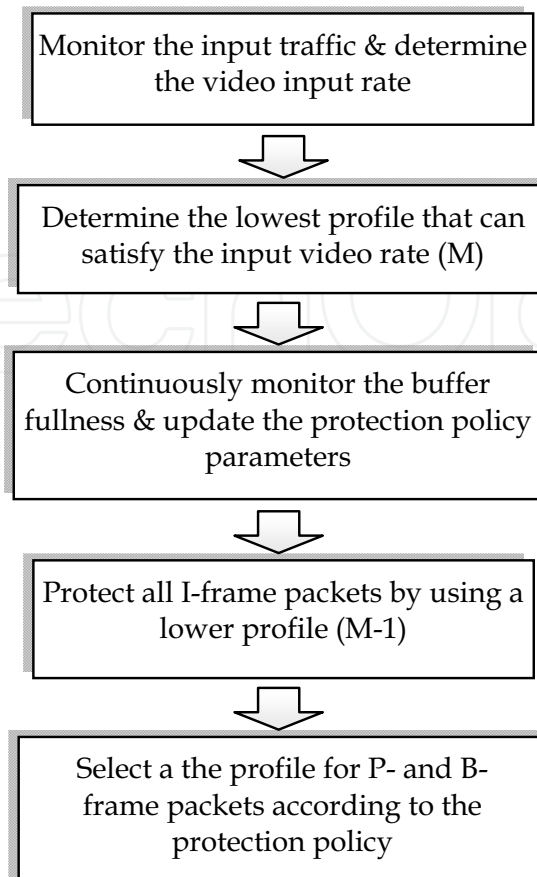 Monitor the input traffic & determine
the video input rate
Determine the lowest profile that can
satisfy the input video rate (M)
Continuously monitor the buffer
fullness & update the protection policy
parameters
Protect all I-frame packets by using a
lower profile (M-1)
Select a the profile for P- and B-
frame packets according to the
protection policy